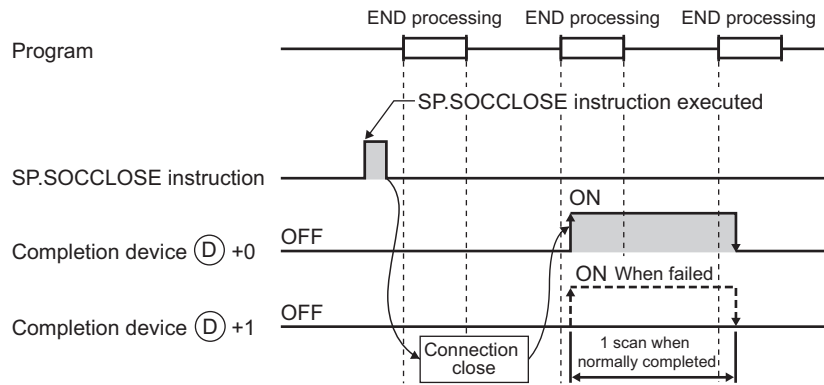 END processing END processing END processing
Program
SP.SOCCLOSE instruction executed
SP.SOCCLOSE instruction
ON
Completion device D +0 OFF
ON When failed
Completion device D +1 OFF
Connection
close
1 scan when
normally completed